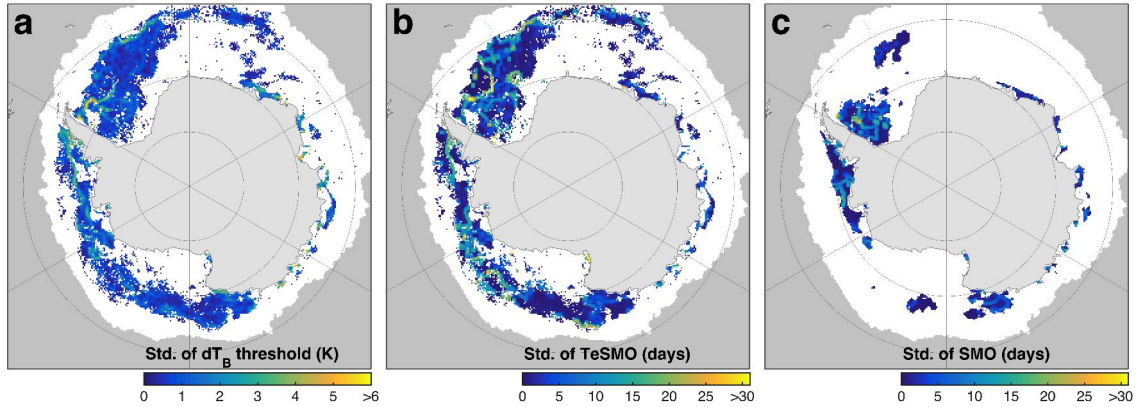 a
b
c
Std. of dT_B threshold (K)
Std. of TeSMO (days)
Std. of SMO (days)
0 1 2 3 4 5 >6
0 5 10 15 20 25 >30
0 5 10 15 20 25 >30